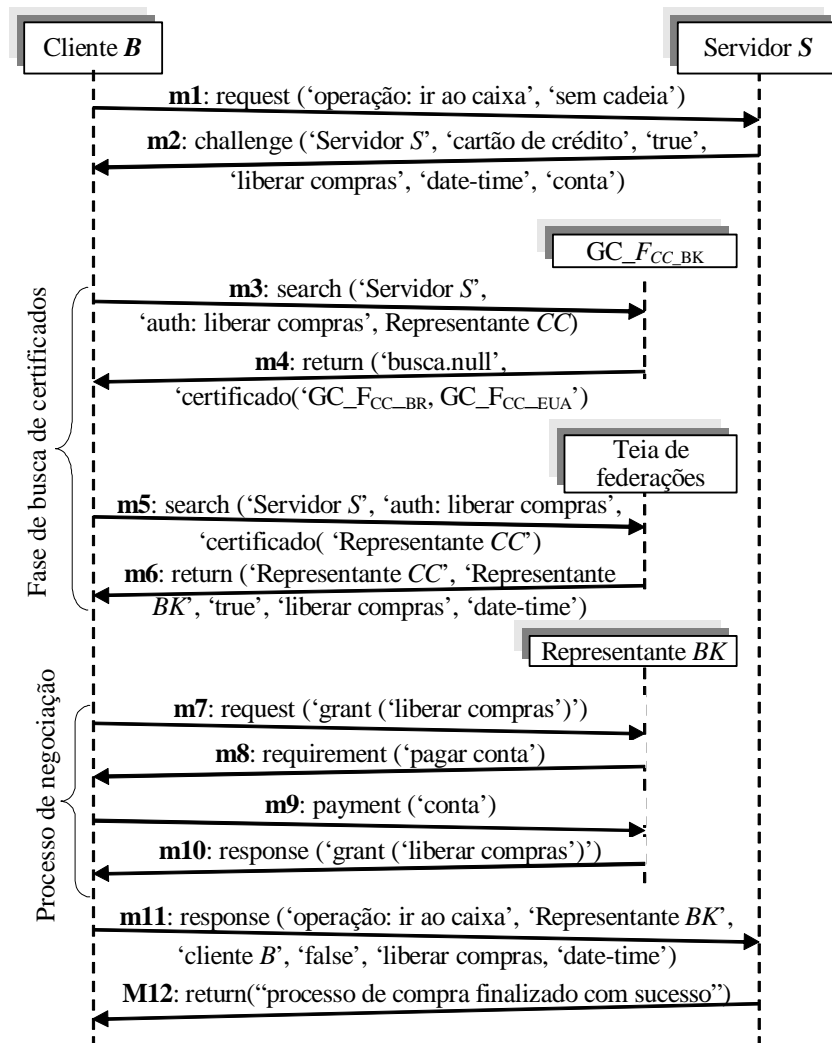 Cliente B
Servidor S
m1: request (‘operação: ir ao caixa’, ‘sem cadeia’)
m2: challenge (‘Servidor S’, ‘cartão de crédito’, ‘true’,
‘liberar compras’, ‘date-time’, ‘conta’)
GC_FCC_BK
Fase de busca de certificados
m3: search (‘Servidor S’,
‘auth: liberar compras’, Representante CC)
m4: return (‘busca.null’,
‘certificado(‘GC_FCC_BR, GC_FCC_EUA’)
Teia de
federações
m5: search (‘Servidor S’, ‘auth: liberar compras’,
‘certificado( ‘Representante CC’)
m6: return (‘Representante CC’, ‘Representante
BK’, ‘true’, ‘liberar compras’, ‘date-time’)
Representante BK
Processo de negociação
m7: request (‘grant (‘liberar compras’)’)
m8: requirement (‘pagar conta’)
m9: payment (‘conta’)
m10: response (‘grant (‘liberar compras’)’)
m11: response (‘operação: ir ao caixa’, ‘Representante BK’,
‘cliente B’, ‘false’, ‘liberar compras, ‘date-time’)
M12: return(“processo de compra finalizado com sucesso”)